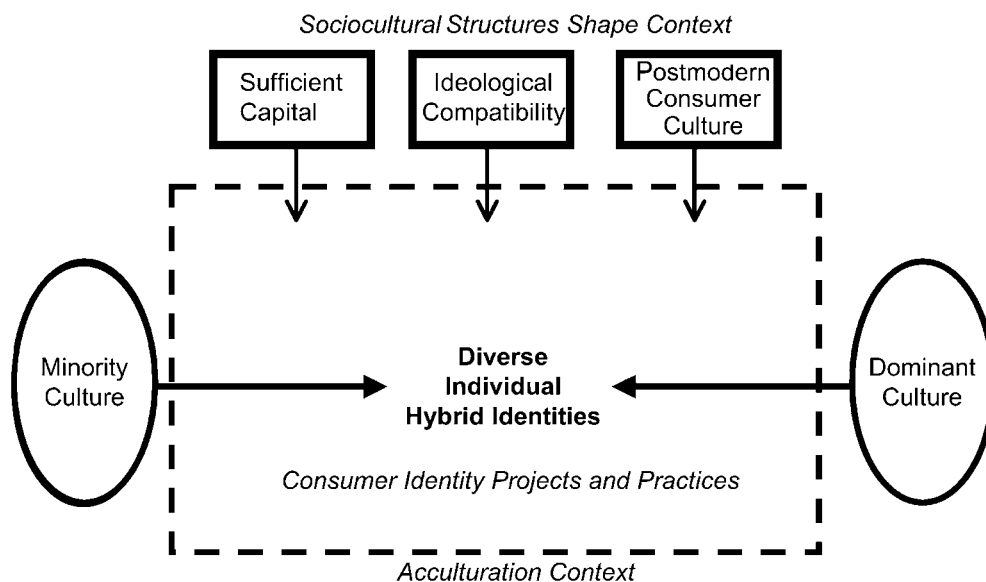 Sociocultural Structures Shape Context
Sufficient
Capital
Ideological
Compatibility
Postmodern
Consumer
Culture
Minority
Culture
Diverse
Individual
Hybrid Identities
Dominant
Culture
Consumer Identity Projects and Practices
Acculturation Context